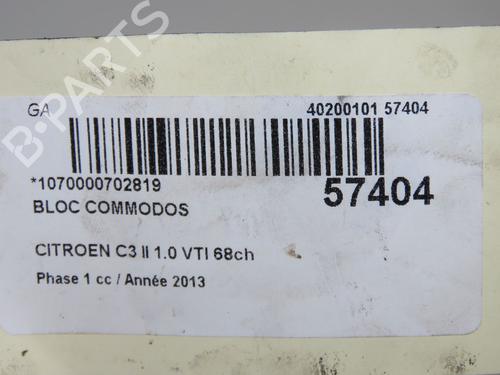 GA
40200101 57404
*1070000702819
57404
BLOC COMMODOS
CITROEN C3 II 1.0 VTI 68ch
Phase 1 cc / Année 2013
B-PARTS